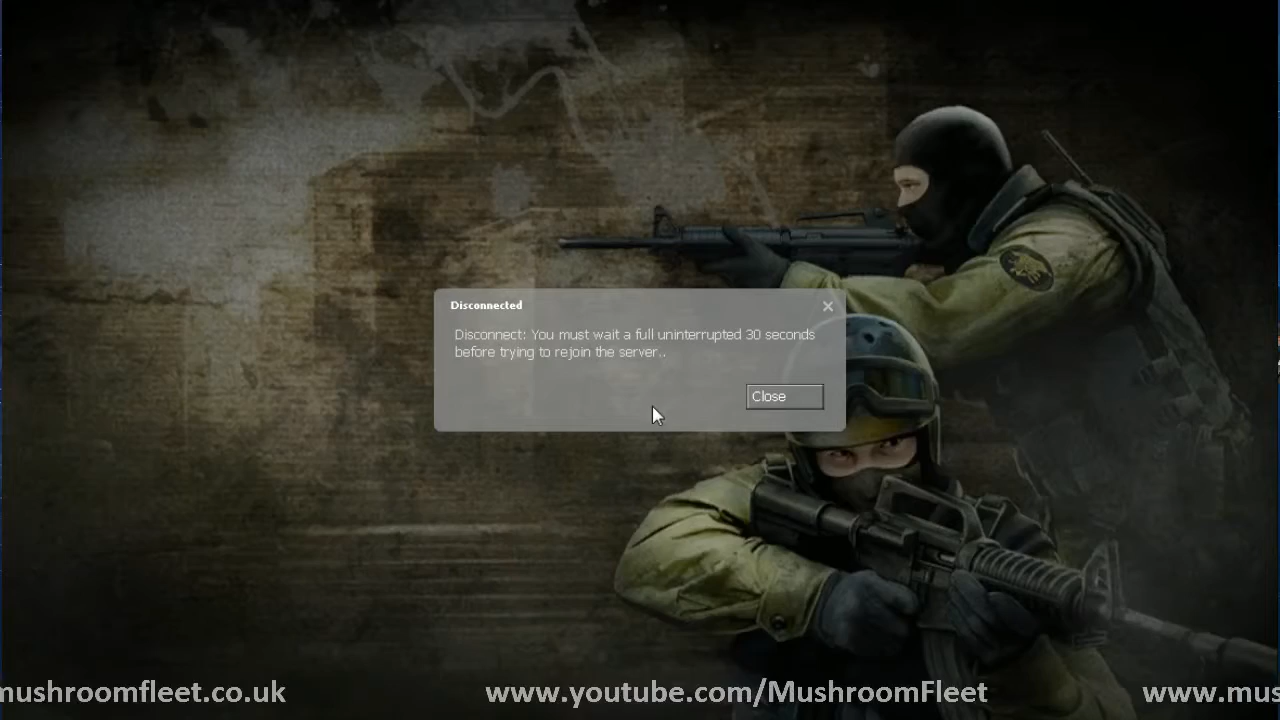 Disconnected
Disconnect: You must wait a full uninterrupted 30 seconds
before trying to rejoin the server..
Close
mushroomfleet.co.uk www.youtube.com/MushroomFleet www.mus